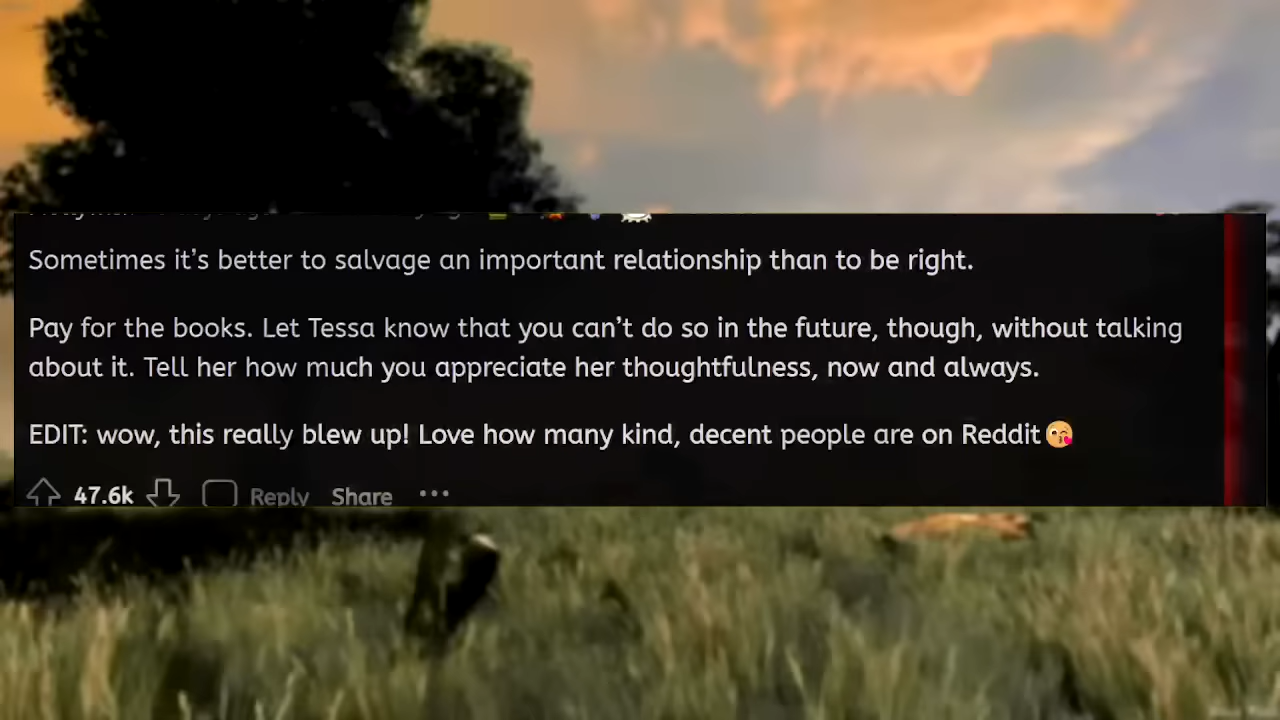 Sometimes it’s better to salvage an important relationship than to be right.
Pay for the books. Let Tessa know that you can’t do so in the future, though, without talking
about it. Tell her how much you appreciate her thoughtfulness, now and always.
EDIT: wow, this really blew up! Love how many kind, decent people are on Reddit😘
47.6k Reply Share •••